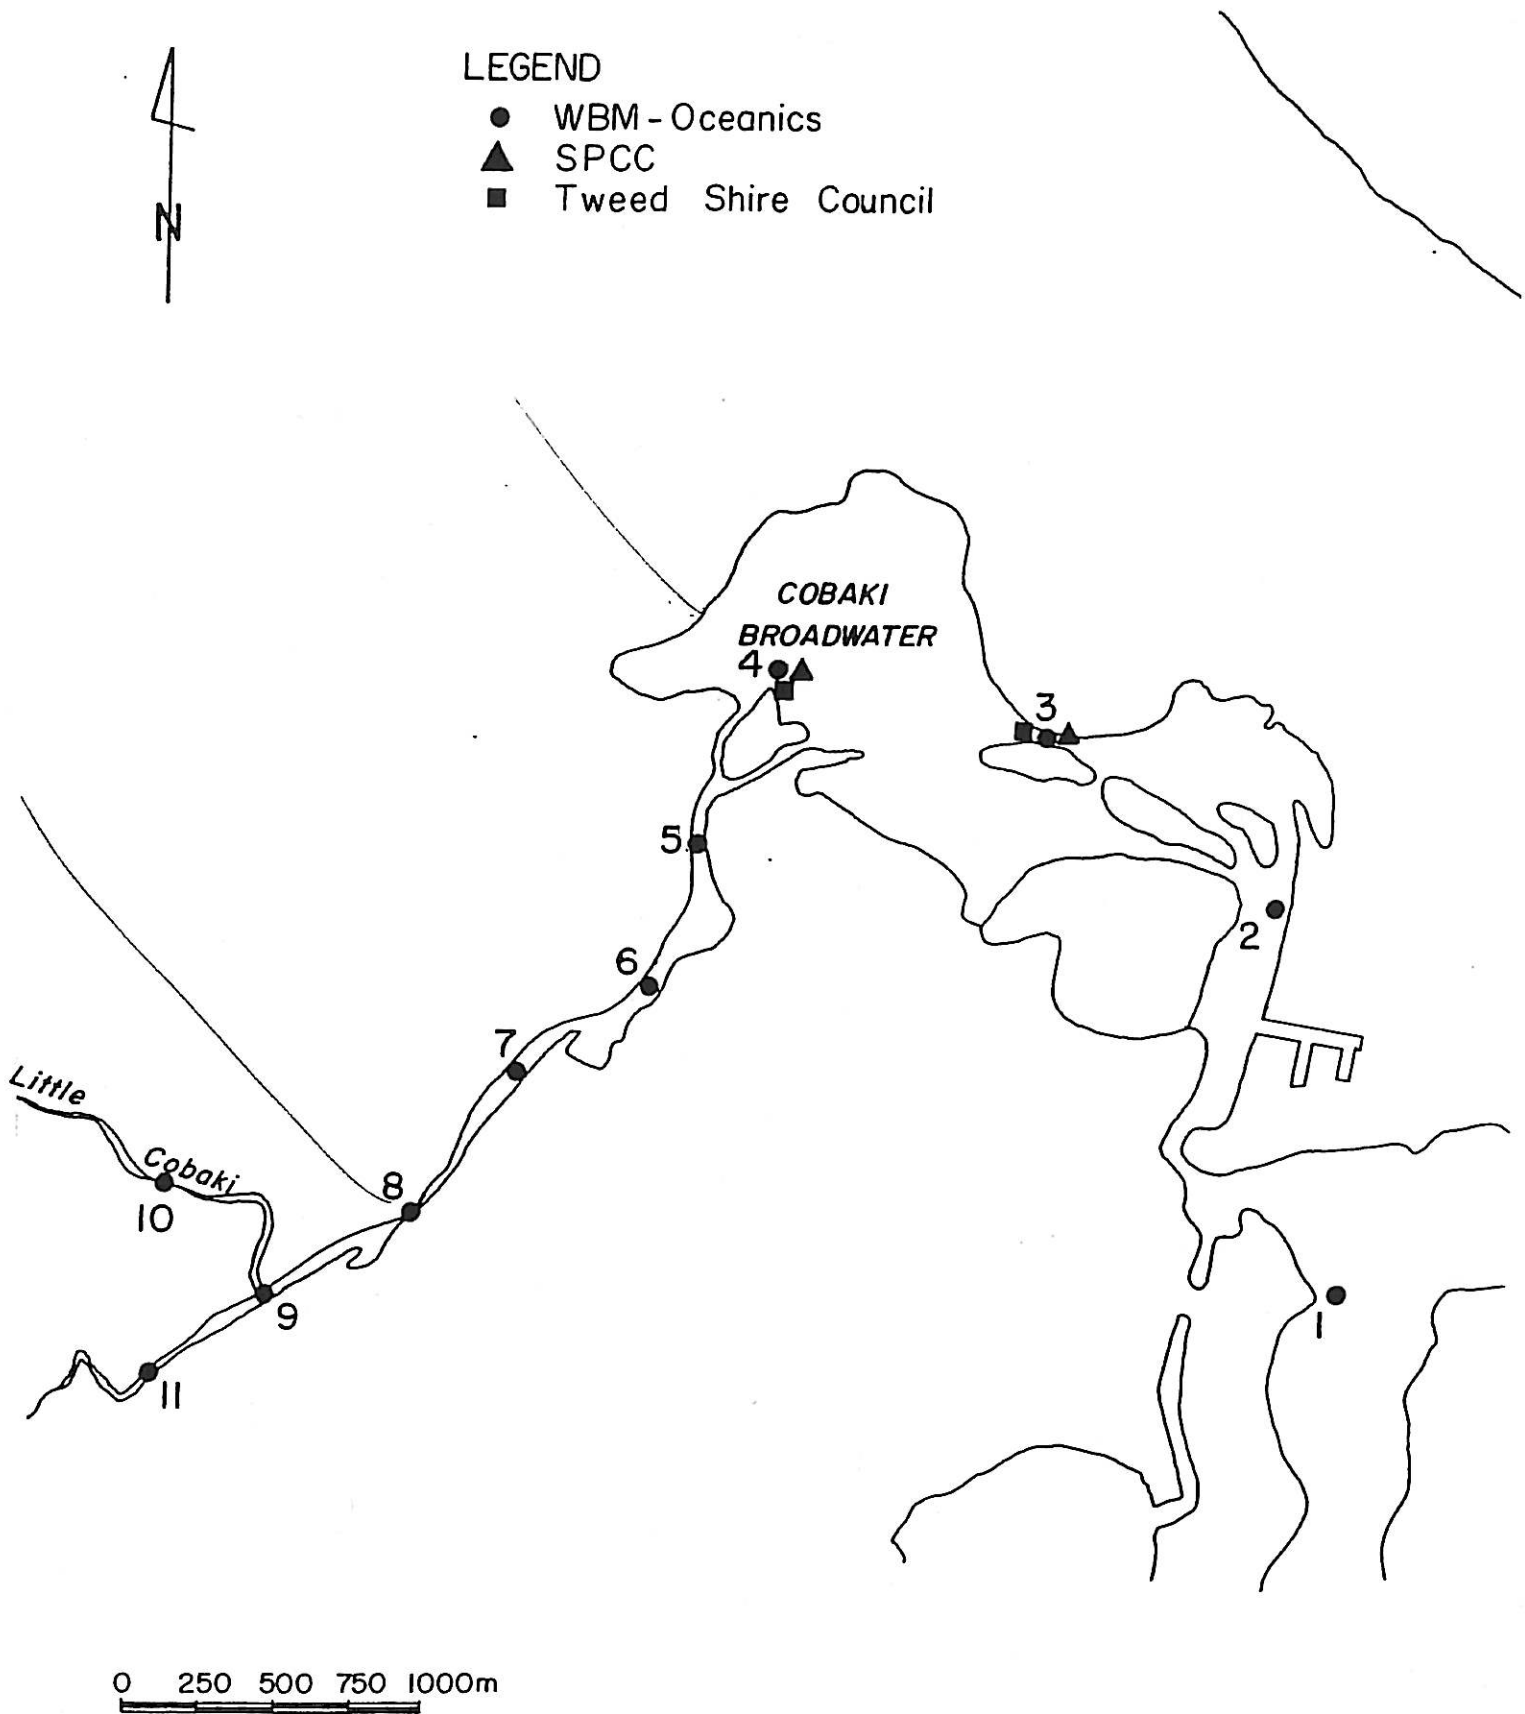 LEGEND
WBM-Oceanics
SPCC
Tweed Shire Council
N
COBAKI
BROADWATER
4
3
5
2
6
7
Little
Cobaki
8
10
9
1
11
0 250 500 750 1000m